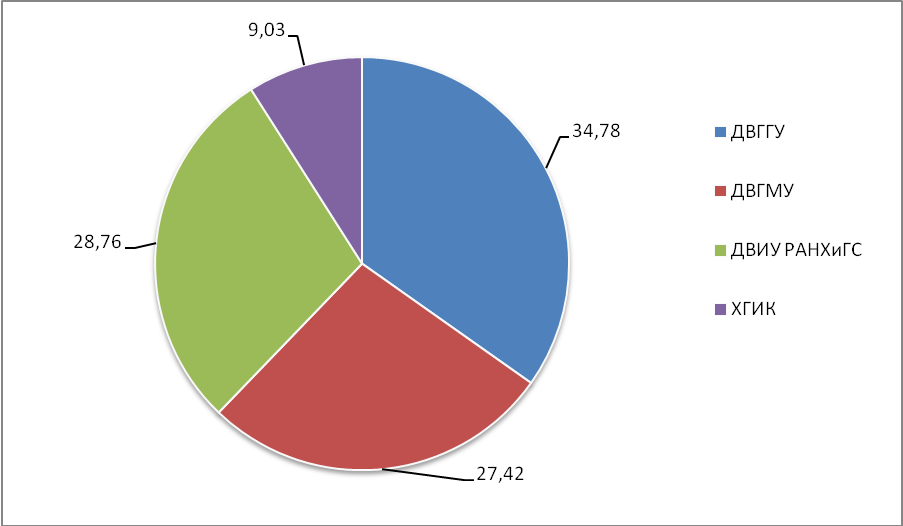 9,03
34,78
28,76
27,42
ДВГГУ
ДВГМУ
ДВИУ РАНХиГС
ХГИК